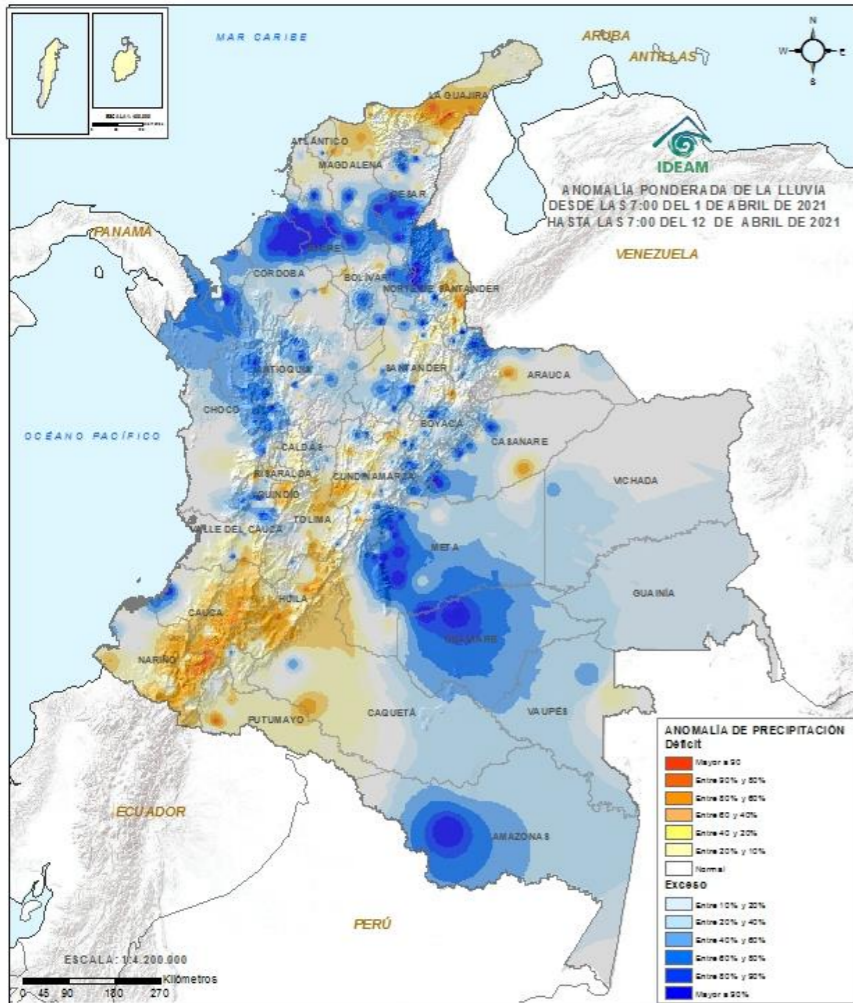 MAR CARIBE
ARUBA
ANTILLAS
N
W
E
S
LA GUAJIRA
ATLÁNTICO
MAGDALENA
CESAR
IDEAM
ANOMALÍA PONDERADA DE LA LLUVIA
DESDE LAS 7:00 DEL 1 DE ABRIL DE 2021
HASTA LAS 7:00 DEL 12 DE ABRIL DE 2021
PANAMÁ
SUCRE
VENEZUELA
CÓRDOBA
BOLÍVAR
NORTE DE SANTANDER
ANTIOQUIA
SANTANDER
ARAUCA
CHOCÓ
BOYACÁ
OCÉANO PACÍFICO
CASANARE
CALDAS
VICHADA
RISARALDA
CUNDINAMARCA
QUINDIO
TOLIMA
VALLE DEL CAUCA
META
GUAINÍA
CAUCA
HUILA
GUAVIARE
NARIÑO
PUTUMAYO
CAQUETÁ
VAUPÉS
ECUADOR
AMAZONAS
PERÚ
ANOMALÍA DE PRECIPITACIÓN
Déficit
Mayor a 90
Entre 90% y 80%
Entre 80% y 60%
Entre 60 y 40%
Entre 40 y 20%
Entre 20% y 10%
Normal
Exceso
Entre 10% y 20%
Entre 20% y 40%
Entre 40% y 60%
Entre 60% y 80%
Entre 80% y 90%
Mayor a 90%
ESCALA: 1:4.200.000
Kilómetros
0 45 90 180 270